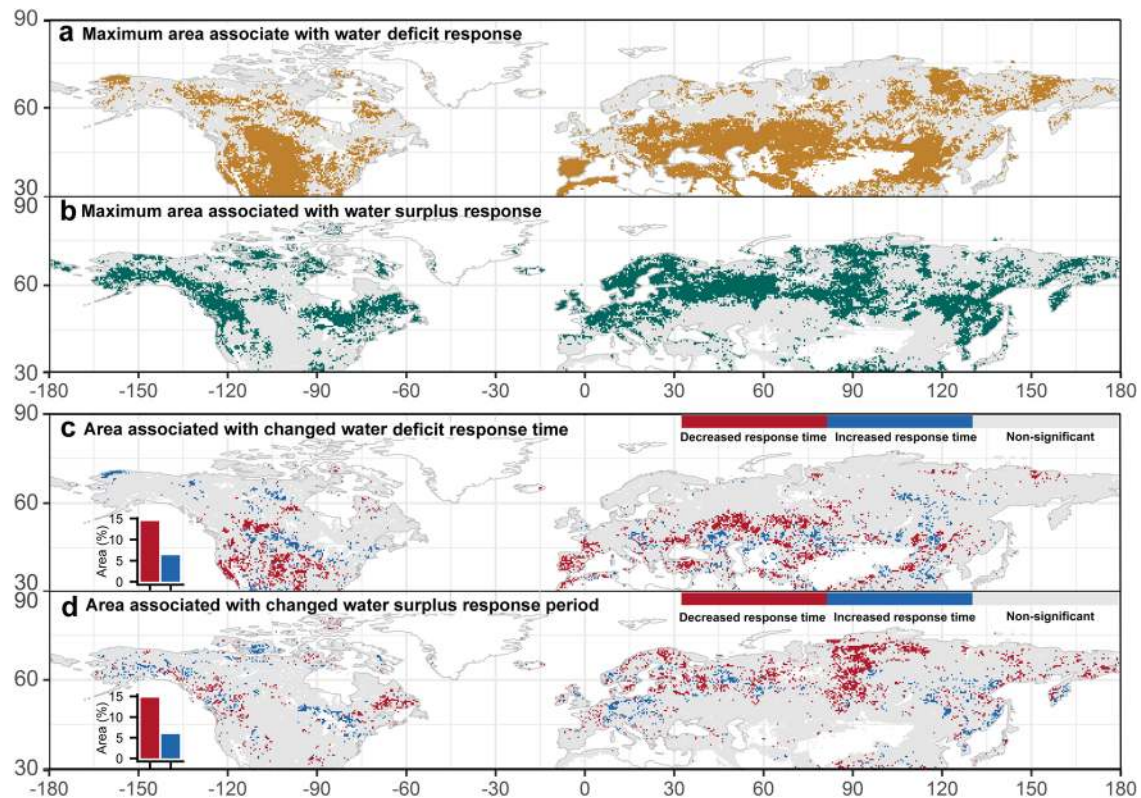 90
a Maximum area associate with water deficit response
60
30
90
b Maximum area associated with water surplus response
60
30
-180 -150 -120 -90 -60 -30 0 30 60 90 120 150 180
90
c Area associated with changed water deficit response time
Decreased response time Increased response time Non-significant
60
Area (%)
15
10
5
0
30
90
d Area associated with changed water surplus response period
Decreased response time Increased response time Non-significant
60
Area (%)
15
10
5
0
30
-180 -150 -120 -90 -60 -30 0 30 60 90 120 150 180